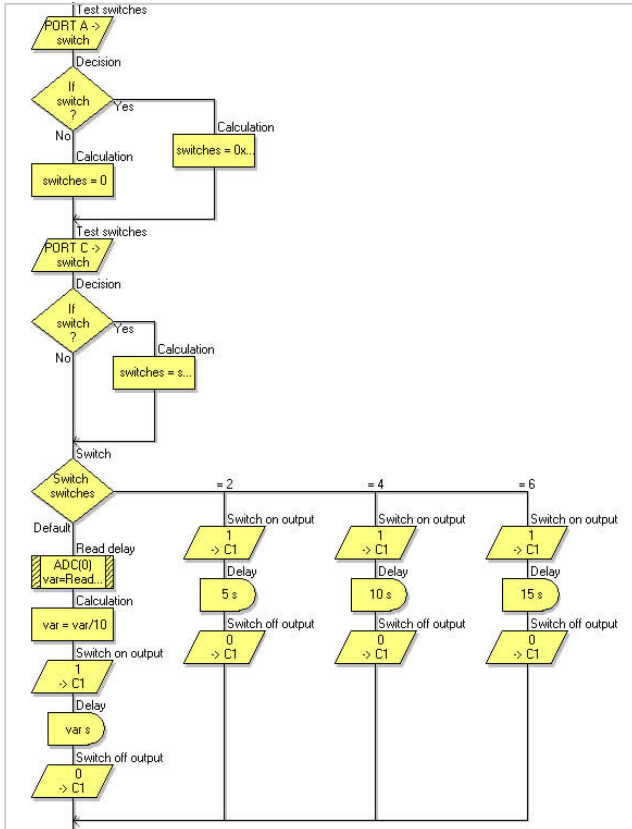 Test switches
PORT A ->
switch
Decision
If
switch
?
Yes
No
Calculation
switches = 0x...
Calculation
switches = 0
Test switches
PORT C ->
switch
Decision
If
switch
?
Yes
No
Calculation
switches = s...
Switch
Switch
switches
= 2
= 4
= 6
Default
Read delay
ADC(0)
var=Read...
Calculation
var = var/10
Switch on output
1
-> C1
Delay
var s
Switch off output
0
-> C1
Switch on output
1
-> C1
Delay
5 s
Switch off output
0
-> C1
Switch on output
1
-> C1
Delay
10 s
Switch off output
0
-> C1
Switch on output
1
-> C1
Delay
15 s
Switch off output
0
-> C1